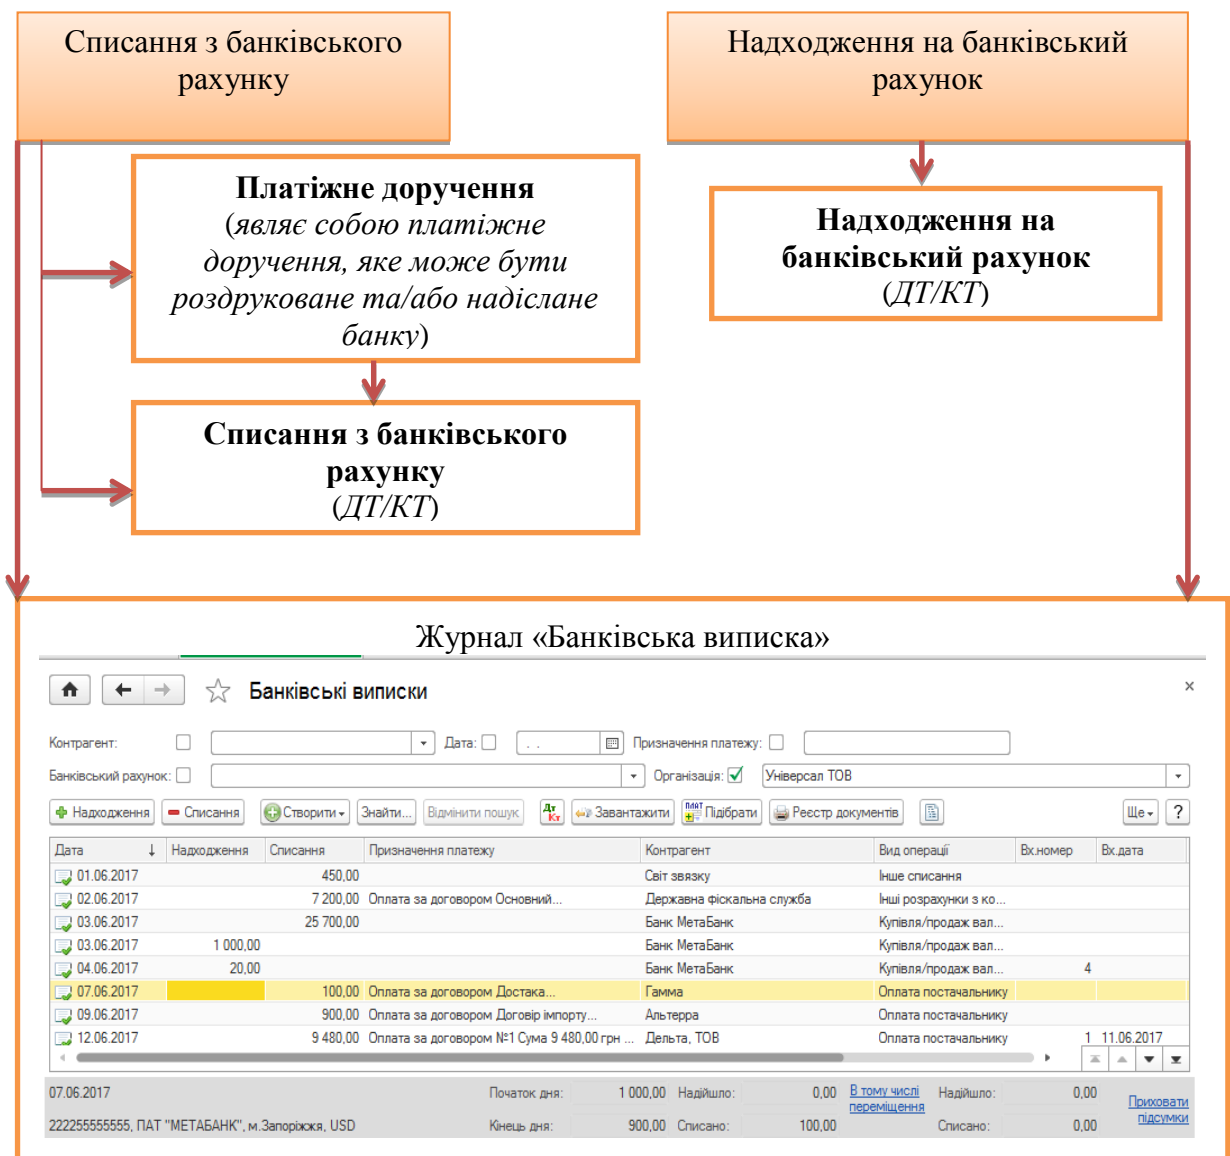 Списання з банківського
рахунку
Надходження на банківський
рахунок
Платіжне доручення
(являє собою платіжне
доручення, яке може бути
роздруковане та/або надіслане
банку)
Надходження на
банківський рахунок
(ДТ/КТ)
Списання з банківського
рахунку
(ДТ/КТ)
Журнал «Банківська виписка»
Банківські виписки ×
Контрагент: Дата: . . Призначення платежу:
Банківський рахунок: Організація: Універсал ТОВ
Надходження Списання Створити Знайти... Відмінити пошук Дт Кт Завантажити ПЛАТ Підібрати Реєстр документів Ще ?
Дата ↓ Надходження Списання Призначення платежу Контрагент Вид операції Вх.номер Вх.дата
01.06.2017 450,00 Світ звязку Інше списання
02.06.2017 7 200,00 Оплата за договором Основний... Державна фіскальна служба Інші розрахунки з ко...
03.06.2017 25 700,00 Банк МетаБанк Купівля/продаж вал...
03.06.2017 1 000,00 Банк МетаБанк Купівля/продаж вал...
04.06.2017 20,00 Банк МетаБанк Купівля/продаж вал... 4
07.06.2017 100,00 Оплата за договором Достака... Гамма Оплата постачальнику
09.06.2017 900,00 Оплата за договором Договір імпорту... Альтерра Оплата постачальнику
12.06.2017 9 480,00 Оплата за договором №1 Сума 9 480,00 грн ... Дельта, ТОВ Оплата постачальнику 1 11.06.2017
07.06.2017 Початок дня: 1 000,00 Надійшло: 0,00 В тому числі переміщення Надійшло: 0,00 Приховати підсумки
222255555555, ПАТ "МЕТАБАНК", м.Запоріжжя, USD Кінець дня: 900,00 Списано: 100,00 Списано: 0,00